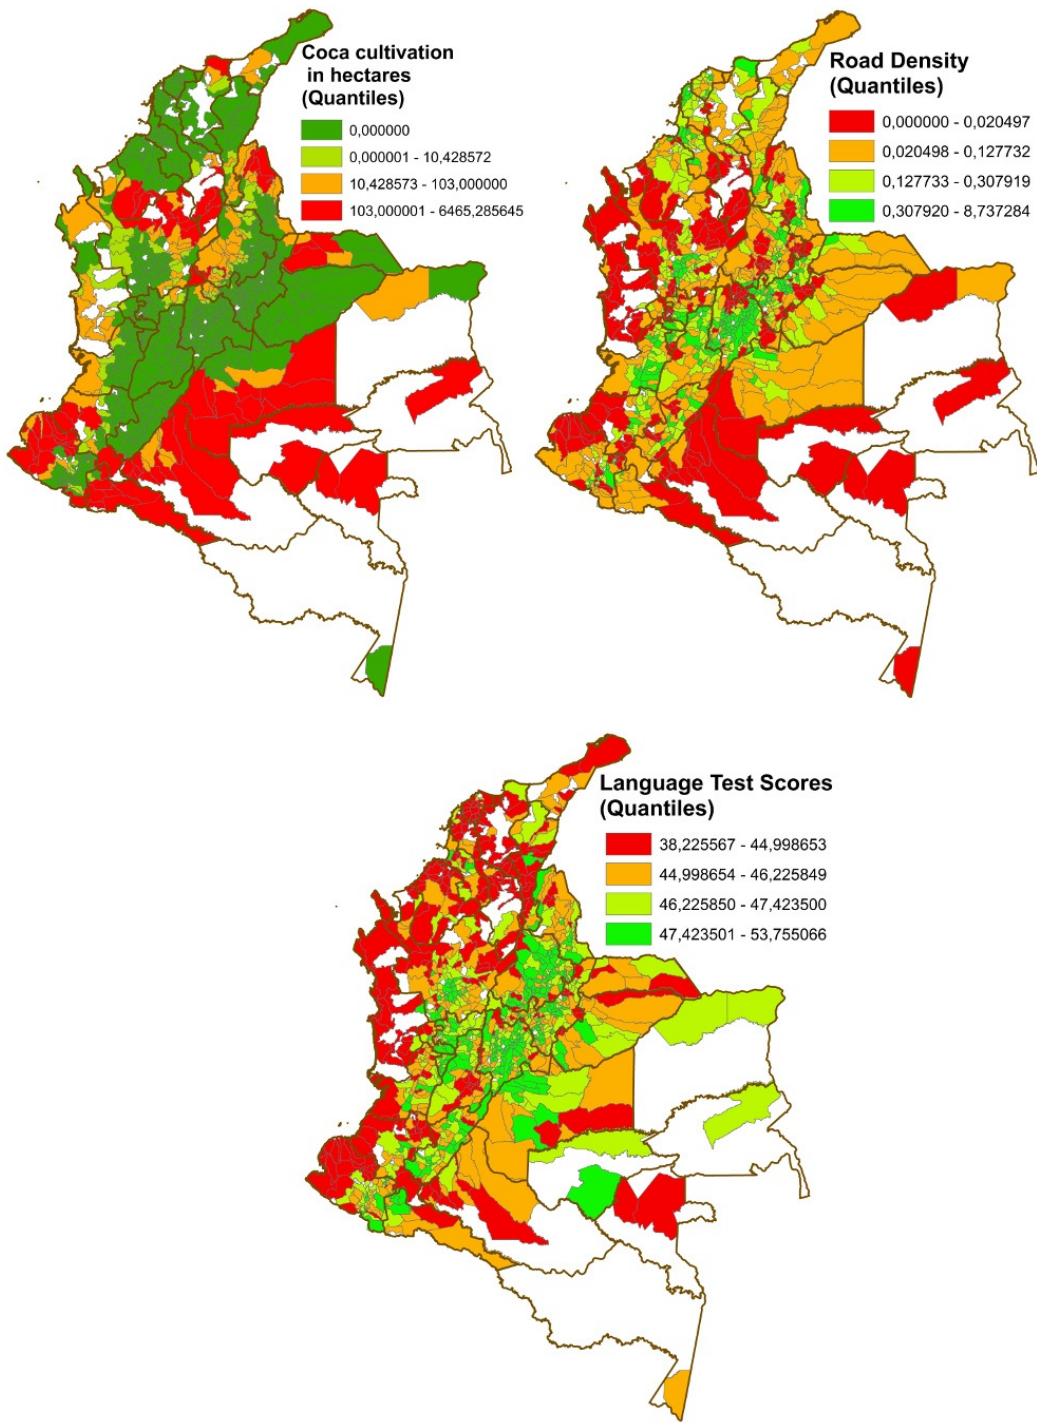 Coca cultivation
in hectares
(Quantiles)
0,000000
0,000001 - 10,428572
10,428573 - 103,000000
103,000001 - 6465,285645
Road Density
(Quantiles)
0,000000 - 0,020497
0,020498 - 0,127732
0,127733 - 0,307919
0,307920 - 8,737284
Language Test Scores
(Quantiles)
38,225567 - 44,998653
44,998654 - 46,225849
46,225850 - 47,423500
47,423501 - 53,755066